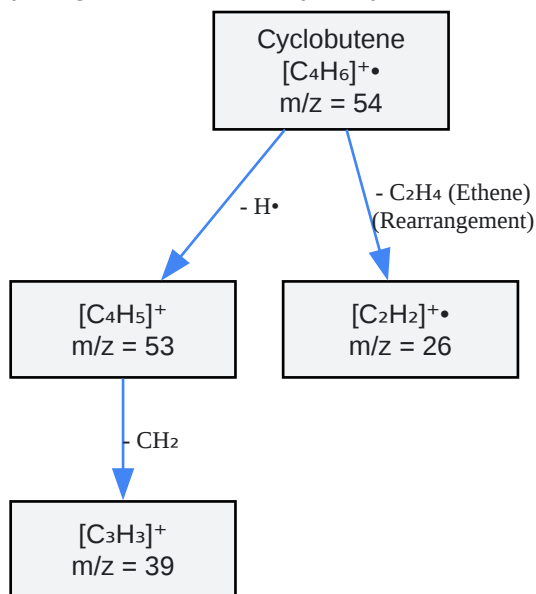 Cyclobutene
[C₄H₆]⁺•
m/z = 54
- H•
- C₂H₄ (Ethene)
(Rearrangement)
[C₄H₅]⁺
m/z = 53
[C₂H₂]⁺•
m/z = 26
- CH₂
[C₃H₃]⁺
m/z = 39